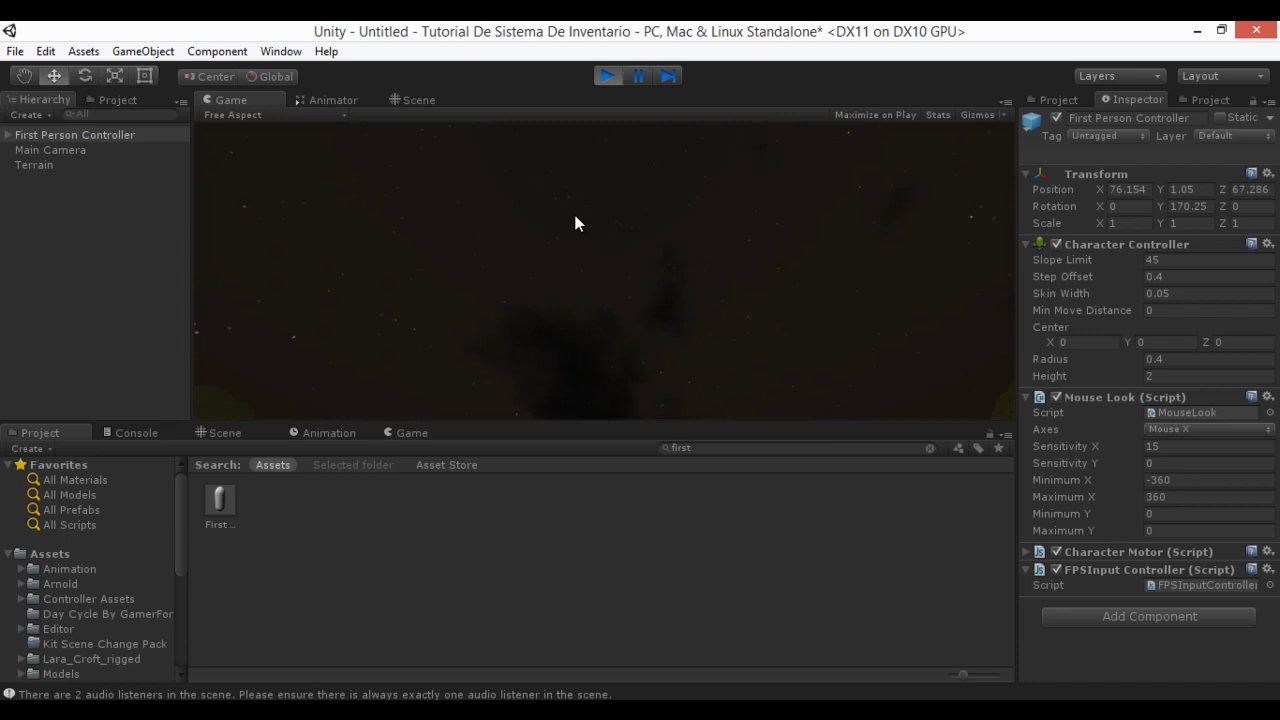 Unity - Untitled - Tutorial De Sistema De Inventario - PC, Mac & Linux Standalone* <DX11 on DX10 GPU>
File Edit Assets GameObject Component Window Help
Center Global Layers Layout
Hierarchy Project Game Animator Scene Project Inspector Project
Create All Free Aspect Maximize on Play Stats Gizmos
First Person Controller
Main Camera
Terrain
First Person Controller Static
Tag Untagged Layer Default
Transform
Position X 76.154 Y 1.05 Z 67.286
Rotation X 0 Y 170.25 Z 0
Scale X 1 Y 1 Z 1
Character Controller
Slope Limit 45
Step Offset 0.4
Skin Width 0.05
Min Move Distance 0
Center
X 0 Y 0 Z 0
Radius 0.4
Height 2
Mouse Look (Script)
Script MouseLook
Axes Mouse X
Sensitivity X 15
Sensitivity Y 0
Minimum X -360
Maximum X 360
Minimum Y 0
Maximum Y 0
Character Motor (Script)
FPSInput Controller (Script)
Script FPSInputController
Add Component
Project Console Scene Animation Game
Create first
Favorites
All Materials
All Models
All Prefabs
All Scripts
Assets
Animation
Arnold
Controller Assets
Day Cycle By GamerFor
Editor
Kit Scene Change Pack
Lara_Croft_rigged
Models
Search: Assets Selected folder Asset Store
First ...
There are 2 audio listeners in the scene. Please ensure there is always exactly one audio listener in the scene.